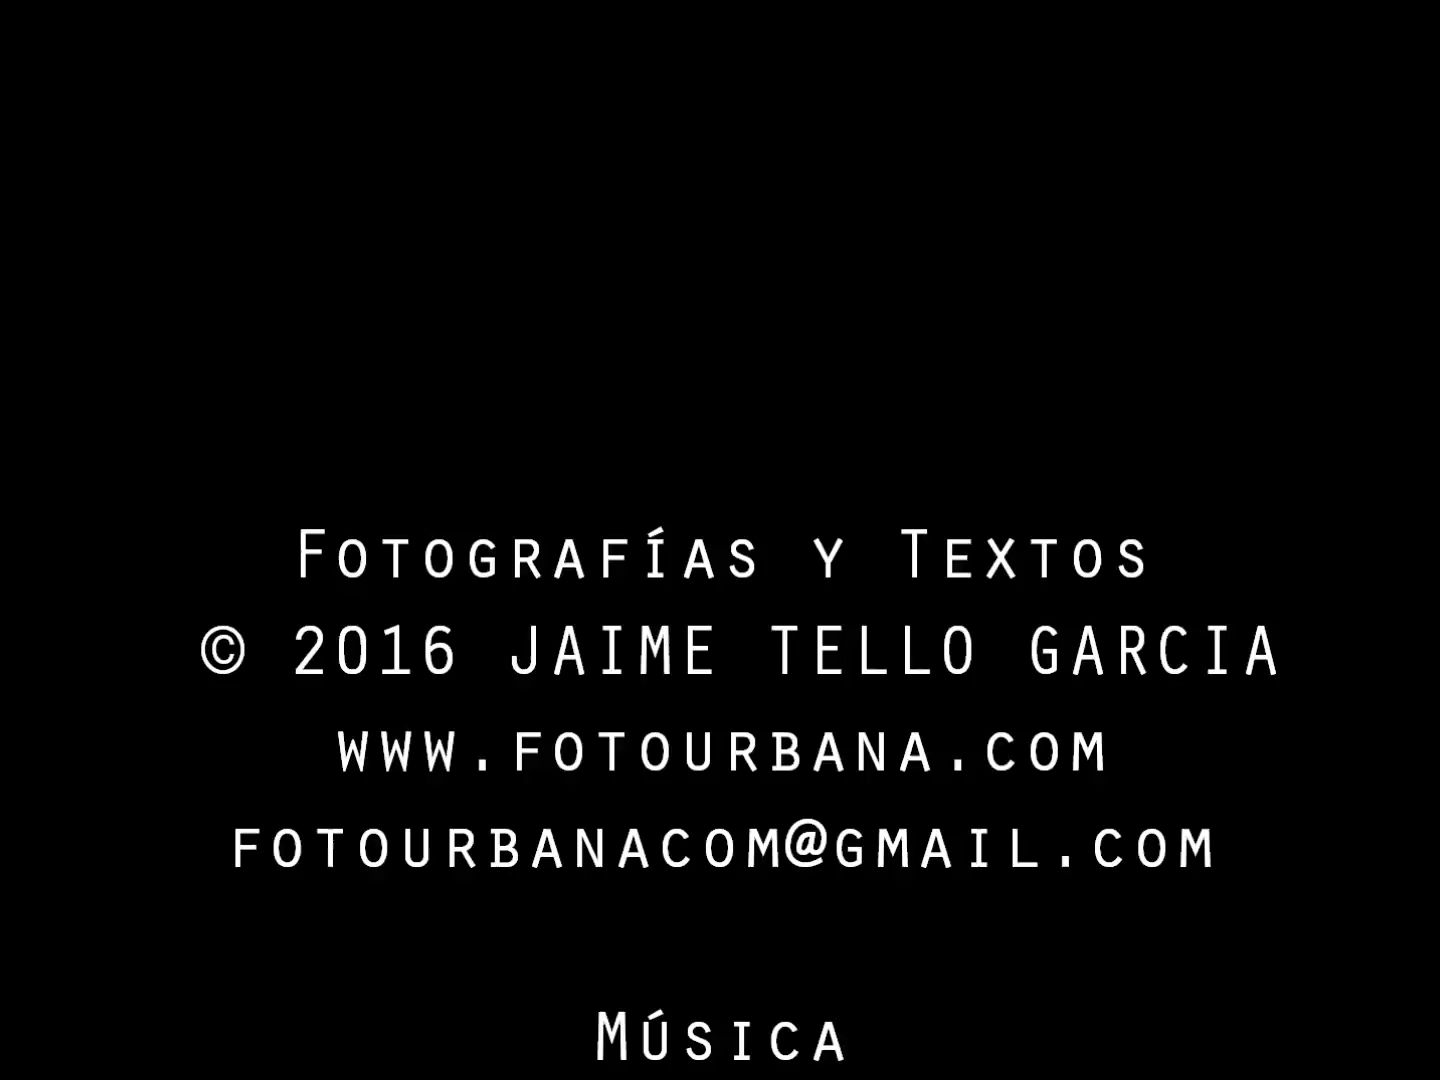 Fotografías y Textos
© 2016 JAIME TELLO GARCIA
www.fotourbana.com
fotourbanacom@gmail.com
Música